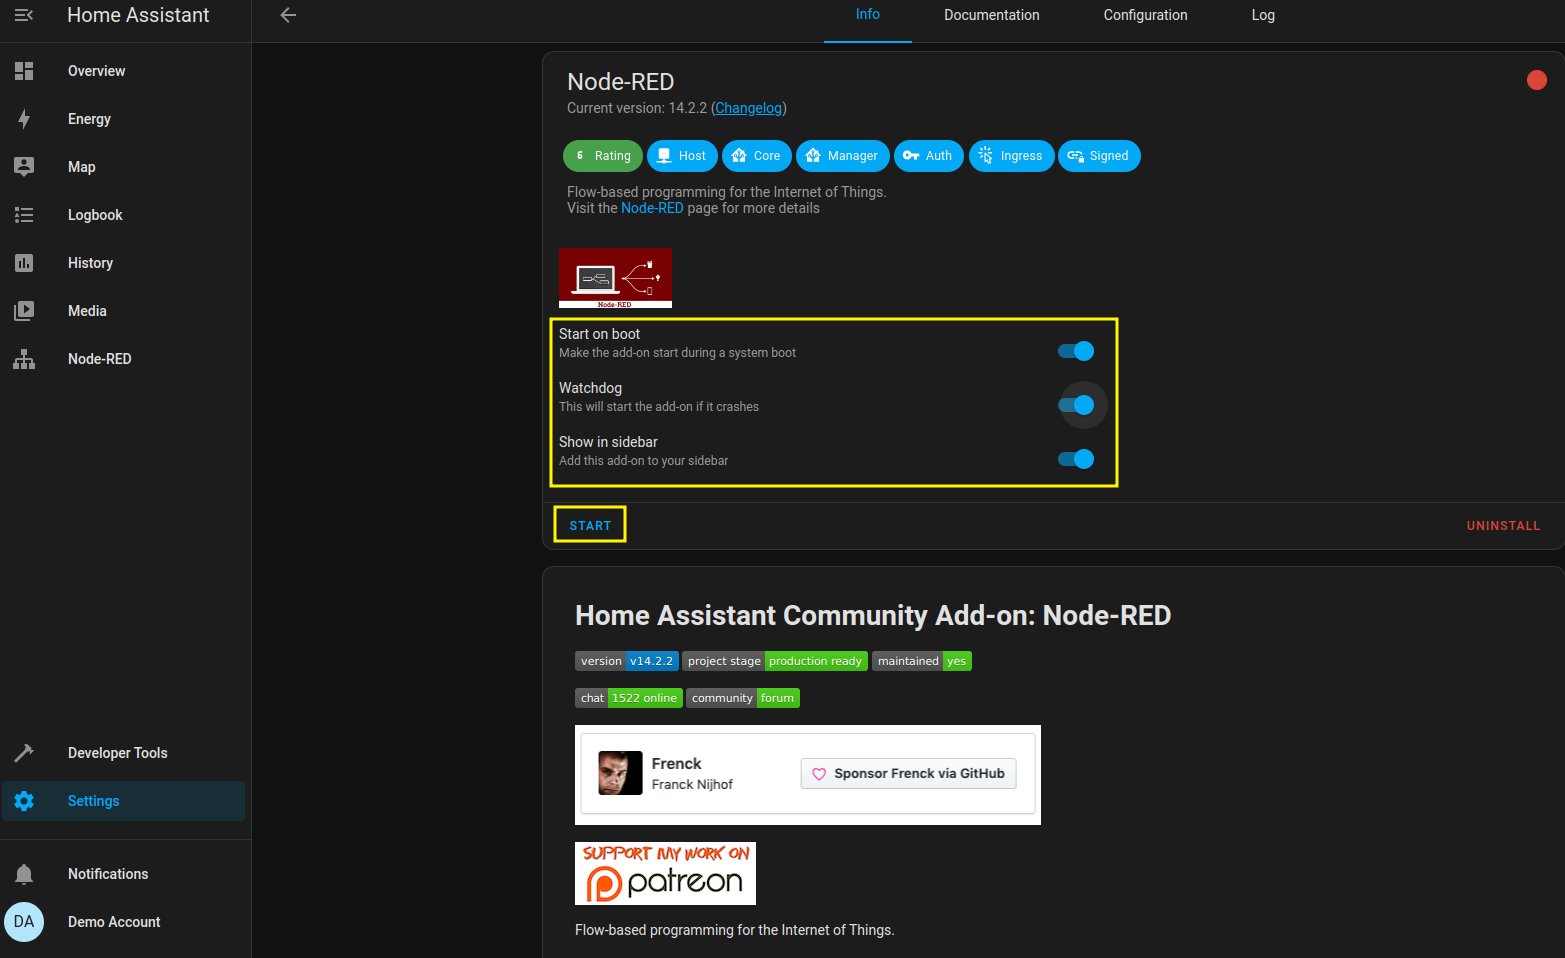 Home Assistant
Overview
Energy
Map
Logbook
History
Media
Node-RED
Developer Tools
Settings
Notifications
DA Demo Account
Info Documentation Configuration Log
Node-RED
Current version: 14.2.2 (Changelog)
6 Rating Host Core Manager Auth Ingress Signed
Flow-based programming for the Internet of Things.
Visit the Node-RED page for more details
Node-RED
Start on boot
Make the add-on start during a system boot
Watchdog
This will start the add-on if it crashes
Show in sidebar
Add this add-on to your sidebar
START UNINSTALL
Home Assistant Community Add-on: Node-RED
version v14.2.2 project stage production ready maintained yes
chat 1522 online community forum
Frenck
Franck Nijhof
Sponsor Frenck via GitHub
SUPPORT MY WORK ON
patreon
Flow-based programming for the Internet of Things.